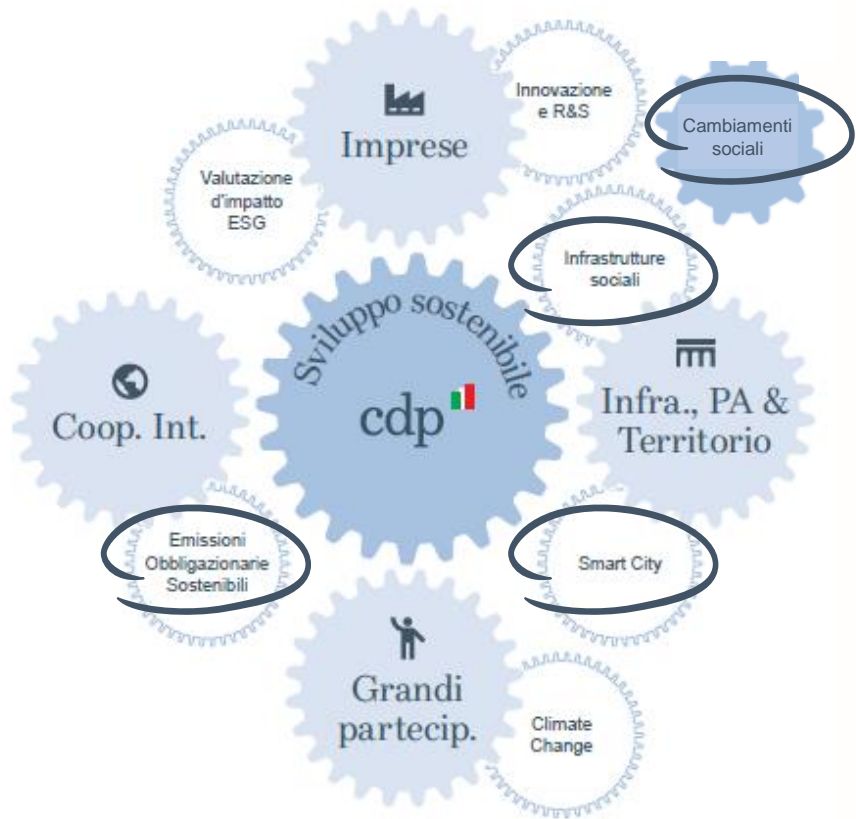 Innovazione
e R&S
Imprese
Cambiamenti
sociali
Valutazione
d'impatto
ESG
Infrastrutture
sociali
Sviluppo sostenibile
cdp
Coop. Int.
Infra., PA &
Territorio
Emissioni
Obbligazionarie
Sostenibili
Smart City
Grandi
partecip.
Climate
Change